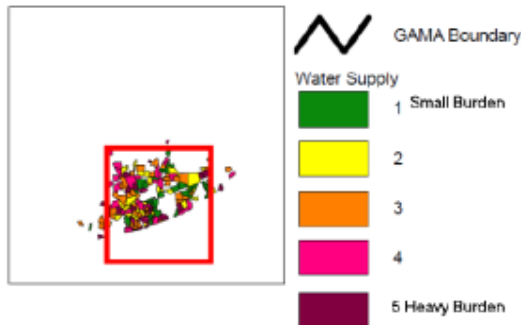 GAMA Boundary
Water Supply
1 Small Burden
2
3
4
5 Heavy Burden